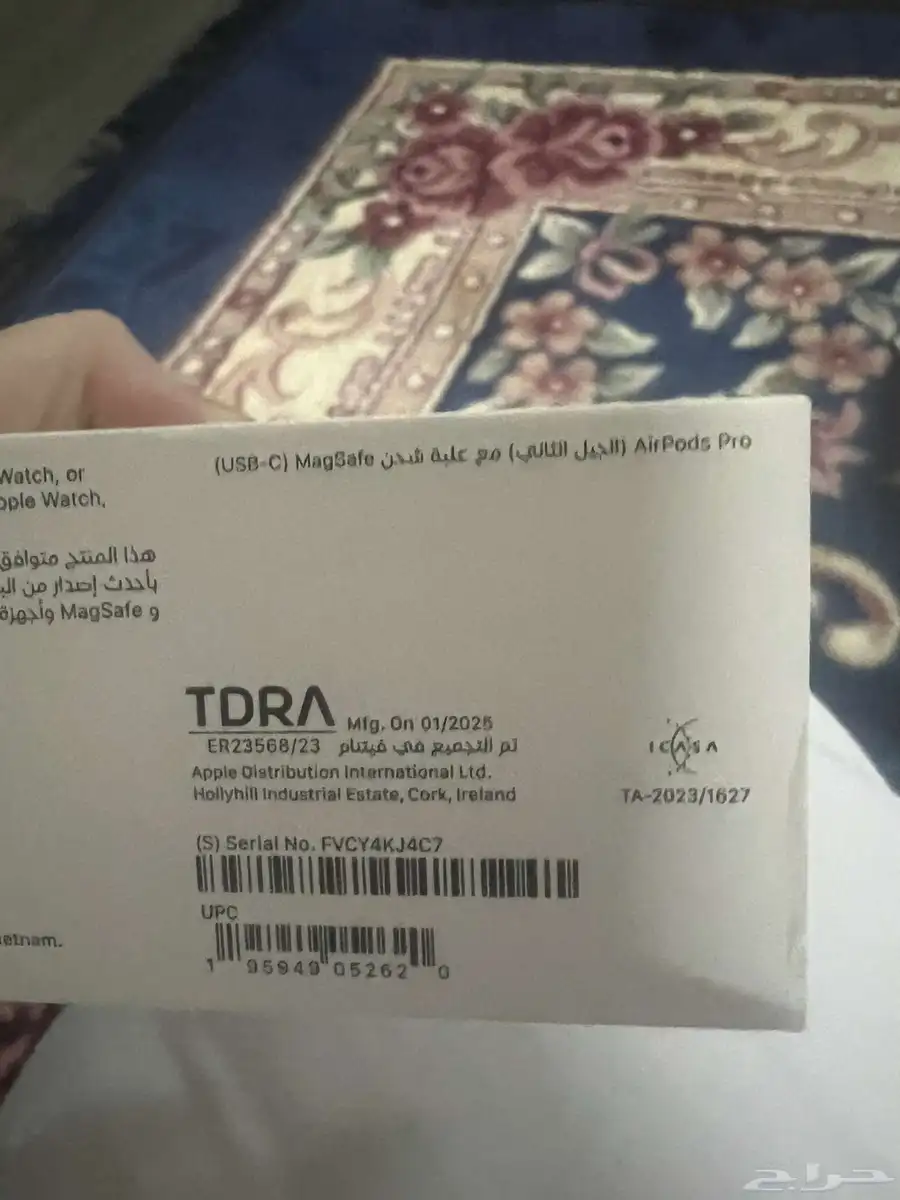 Watch, or
pple Watch,
هذا المنتج متوافق
بأحدث إصدار من
و MagSafe وأجهزة
AirPods Pro (الجيل الثاني) مع علبة شحن MagSafe (USB-C)
TDRA
Mfg. On 01/2025
ER23568/23
تم التجميع في فيتنام
Apple Distribution International Ltd.
Hollyhill Industrial Estate, Cork, Ireland
ICASA
TA-2023/1627
(S) Serial No. FVCY4KJ4C7
UPC
1 95949 05262 0
etnam.
حراج